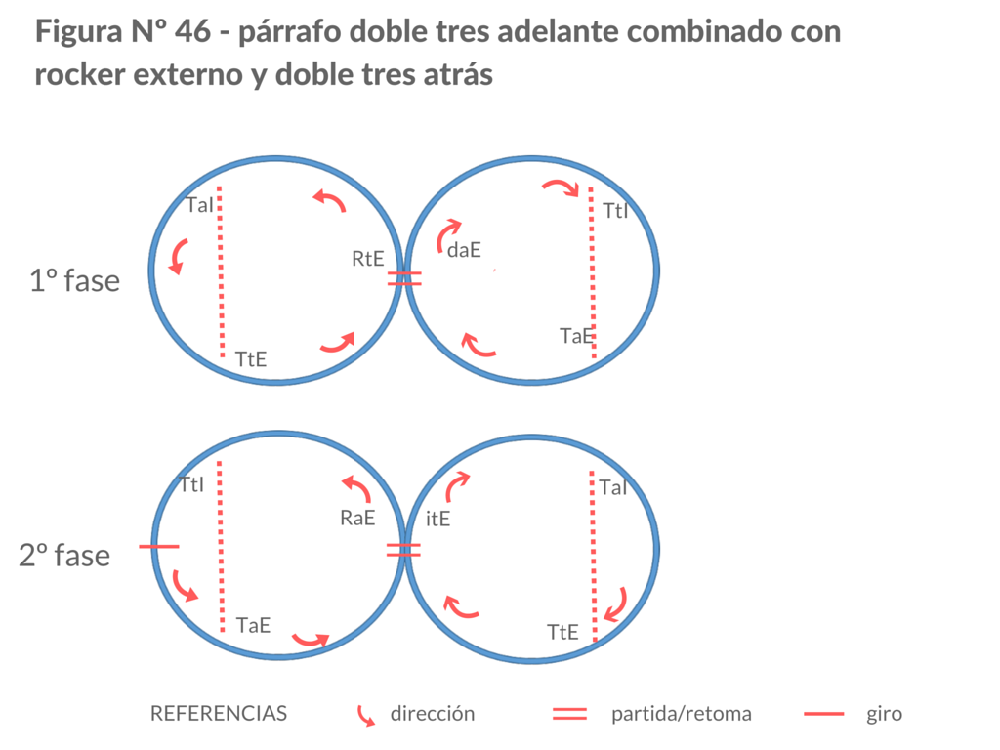 Figura Nº 46 - párrafo doble tres adelante combinado con
rocker externo y doble tres atrás
TaI
TtI
RtE
daE
1º fase
TaE
TtE
TtI
TaI
RaE
itE
2º fase
TaE
TtE
REFERENCIAS
dirección
partida/retoma
giro